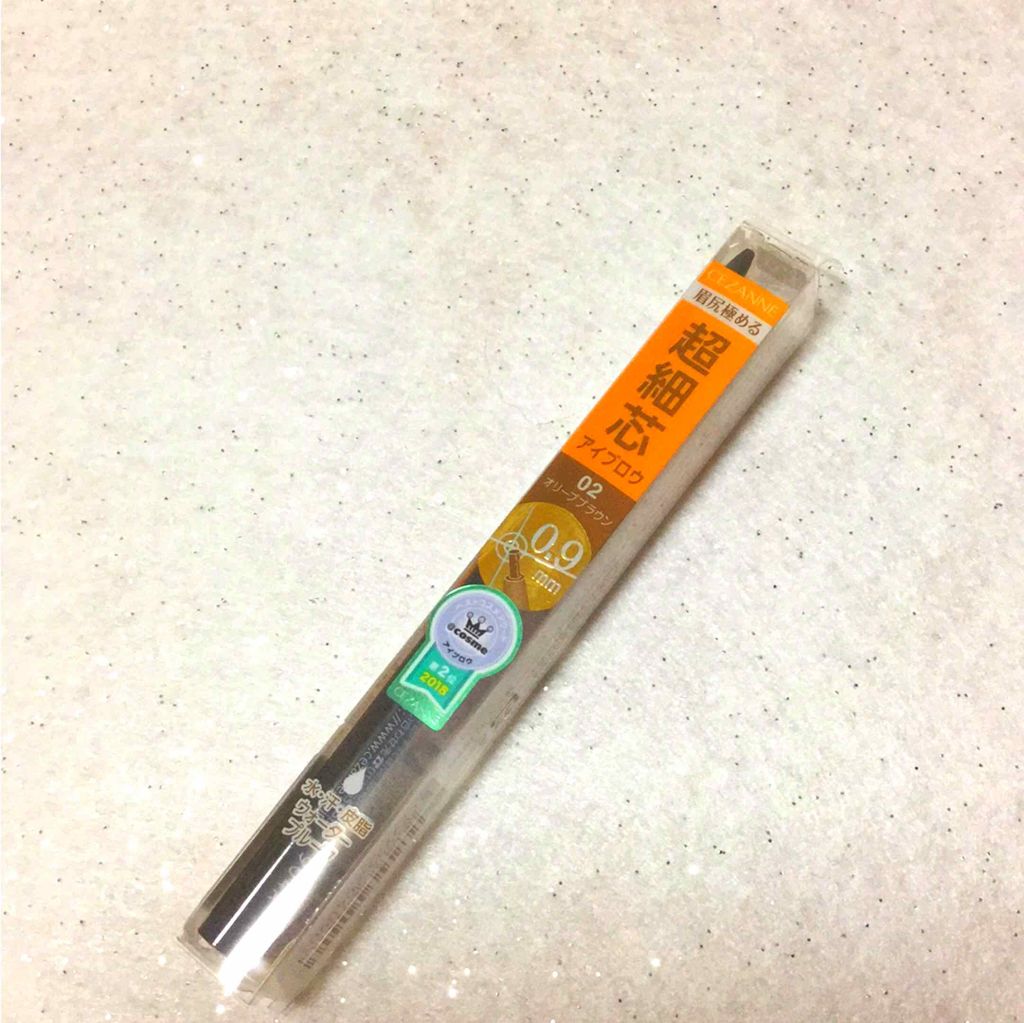 CEZANNE
眉尻極める
超細芯
アイブロウ
02
オリーブブラウン
0.9
mm
@cosme
アイブロウ
第2位
2018
CEZANNE
水・汗・皮脂
ウォーター
プルーフ